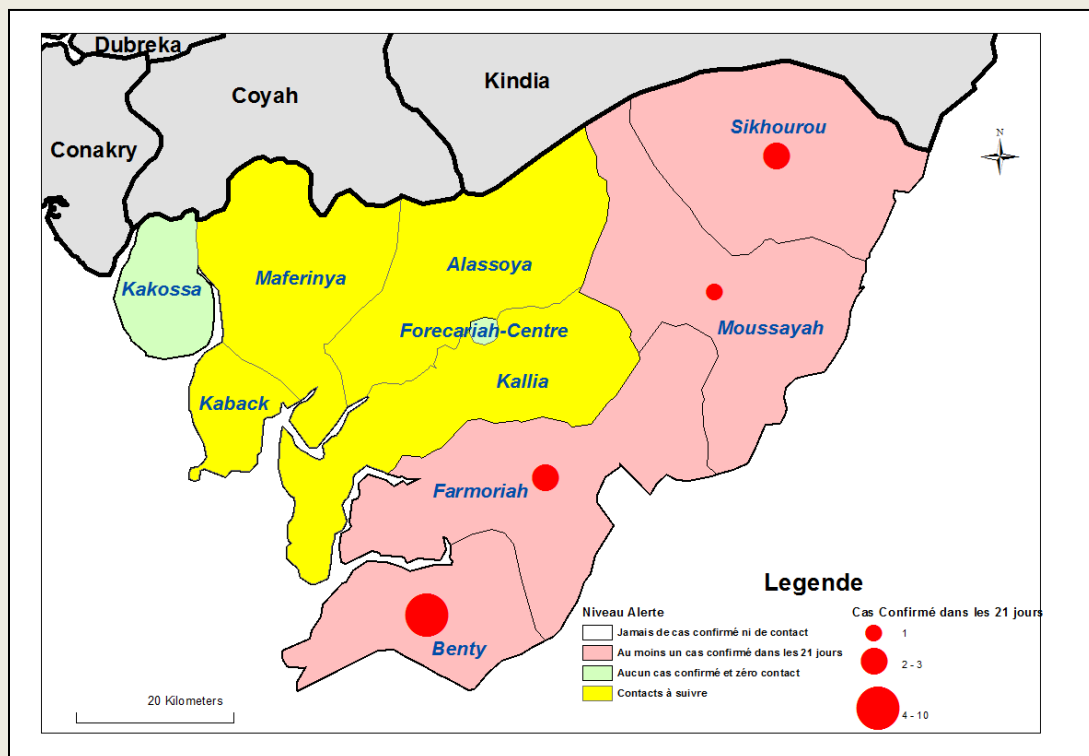 Dubreka
Kindia
Coyah
Sikhourou
Conakry
N
Alassoya
Maferinya
Kakossa
Forecariah-Centre
Moussayah
Kallia
Kaback
Farmoriah
Benty
Legende
Niveau Alerte
Jamais de cas confirmé ni de contact
Au moins un cas confirmé dans les 21 jours
Aucun cas confirmé et zéro contact
Contacts à suivre
Cas Confirmé dans les 21 jours
1
2 - 3
4 - 10
20 Kilometers